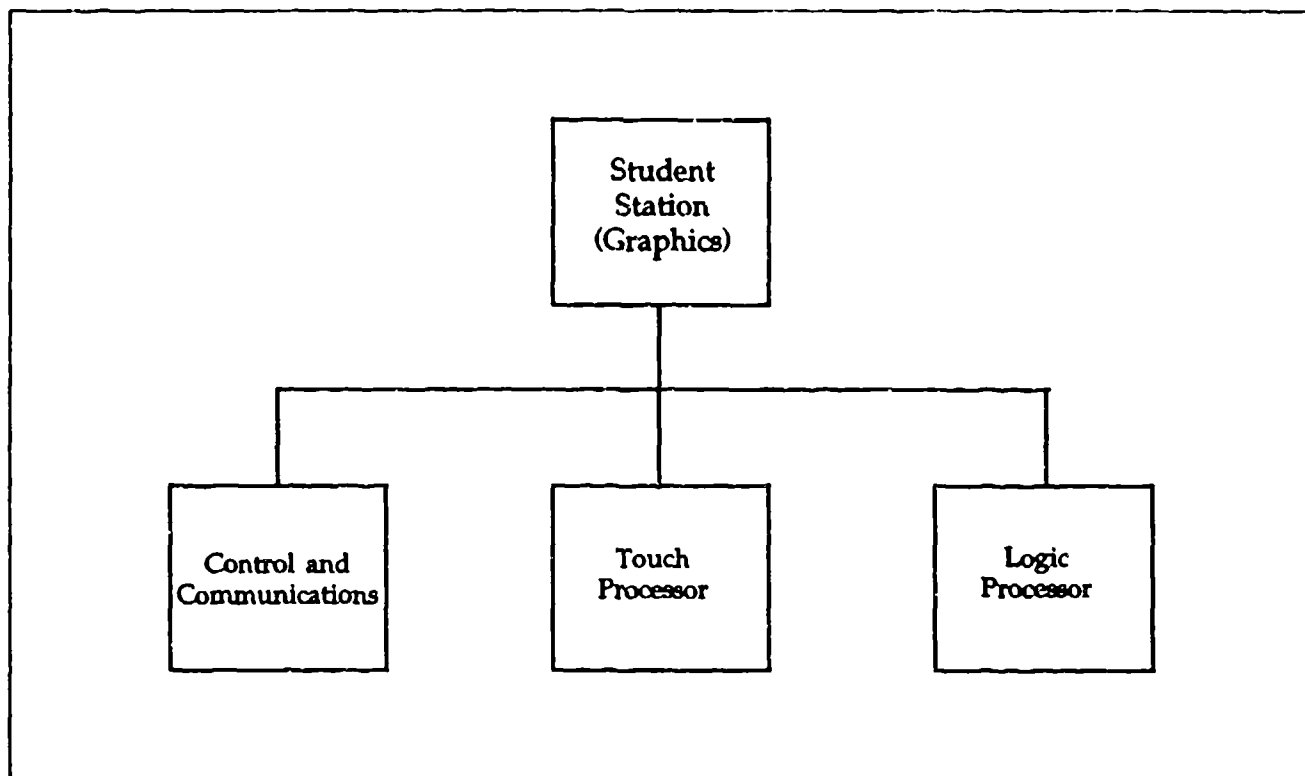 Student
Station
(Graphics)
Control and
Communications
Touch
Processor
Logic
Processor